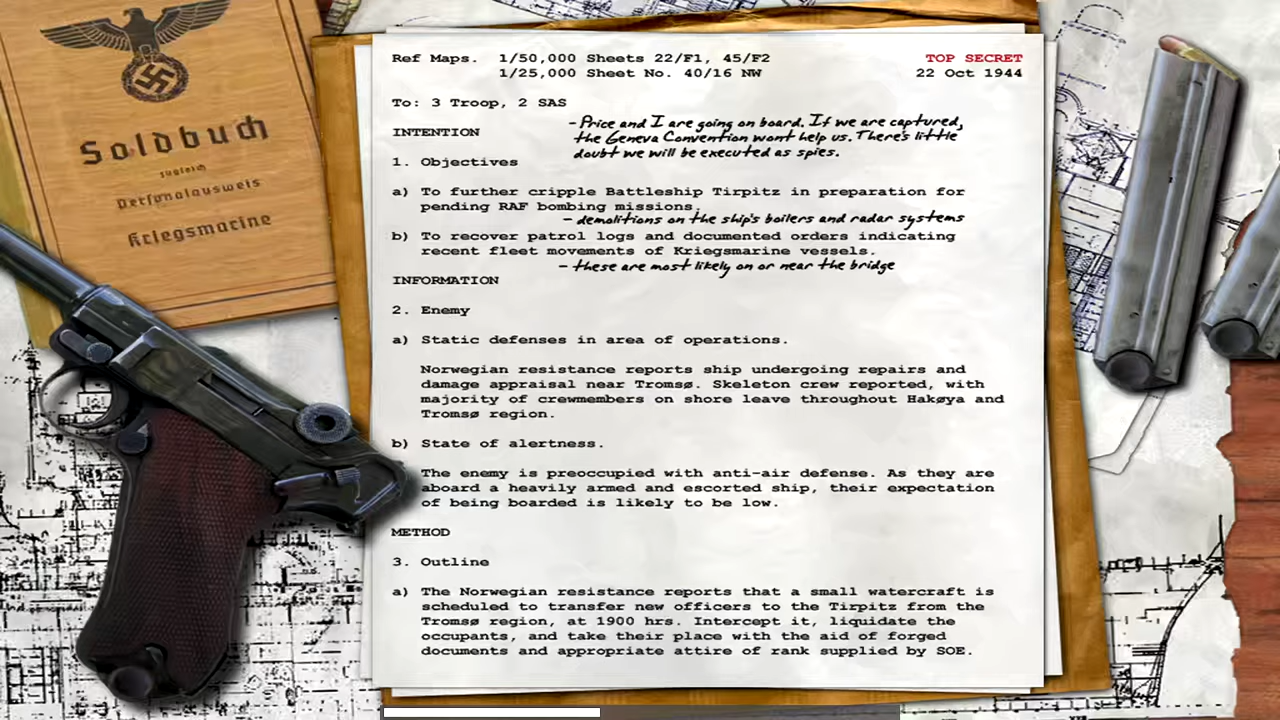 Soldbuch
zugleich
Personalausweis
Kriegsmarine
Ref Maps. 1/50,000 Sheets 22/F1, 45/F2
TOP SECRET
1/25,000 Sheet No. 40/16 NW
22 Oct 1944
To: 3 Troop, 2 SAS
- Price and I are going on board. If we are captured,
the Geneva Convention wont help us. There's little
doubt we will be executed as spies.
INTENTION
1. Objectives
a) To further cripple Battleship Tirpitz in preparation for
pending RAF bombing missions.
- demolitions on the ship's boilers and radar systems
b) To recover patrol logs and documented orders indicating
recent fleet movements of Kriegsmarine vessels.
- these are most likely on or near the bridge
INFORMATION
2. Enemy
a) Static defenses in area of operations.
Norwegian resistance reports ship undergoing repairs and
damage appraisal near Tromsø. Skeleton crew reported, with
majority of crewmembers on shore leave throughout Hakøya and
Tromsø region.
b) State of alertness.
The enemy is preoccupied with anti-air defense. As they are
aboard a heavily armed and escorted ship, their expectation
of being boarded is likely to be low.
METHOD
3. Outline
a) The Norwegian resistance reports that a small watercraft is
scheduled to transfer new officers to the Tirpitz from the
Tromsø region, at 1900 hrs. Intercept it, liquidate the
occupants, and take their place with the aid of forged
documents and appropriate attire of rank supplied by SOE.